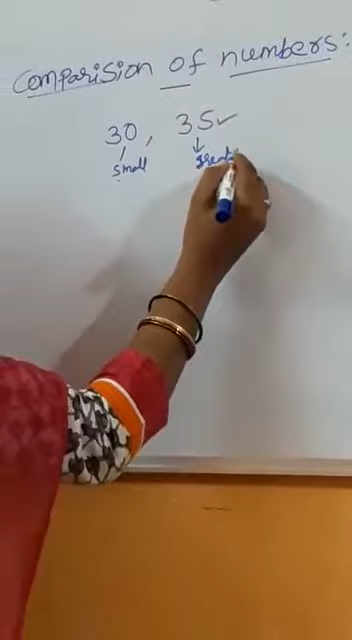 comparision of numbers:
30, 35 ✓
small